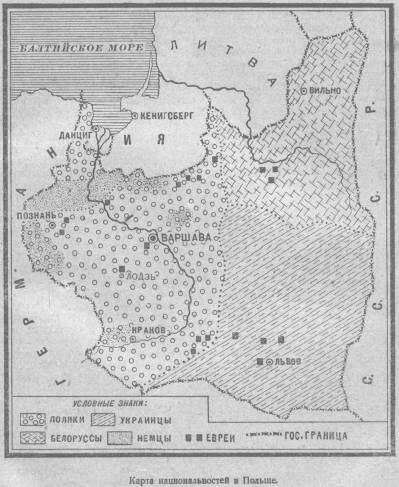 БАЛТИЙСКОЕ МОРЕ
ЛИТВА
ВИЛЬНО
КЕНИГСБЕРГ
ДАНЦИГ
ГЕРМАНИЯ
ПОЗНАНЬ
ВАРШАВА
ЛОДЗЬ
КРАКОВ
ЛЬВОВ
С. С. С. Р.
УСЛОВНЫЕ ЗНАКИ:
ПОЛЯКИ УКРАИНЦЫ
БЕЛОРУССЫ НЕМЦЫ ЕВРЕИ ГОС. ГРАНИЦА
Карта национальностей в Польше.